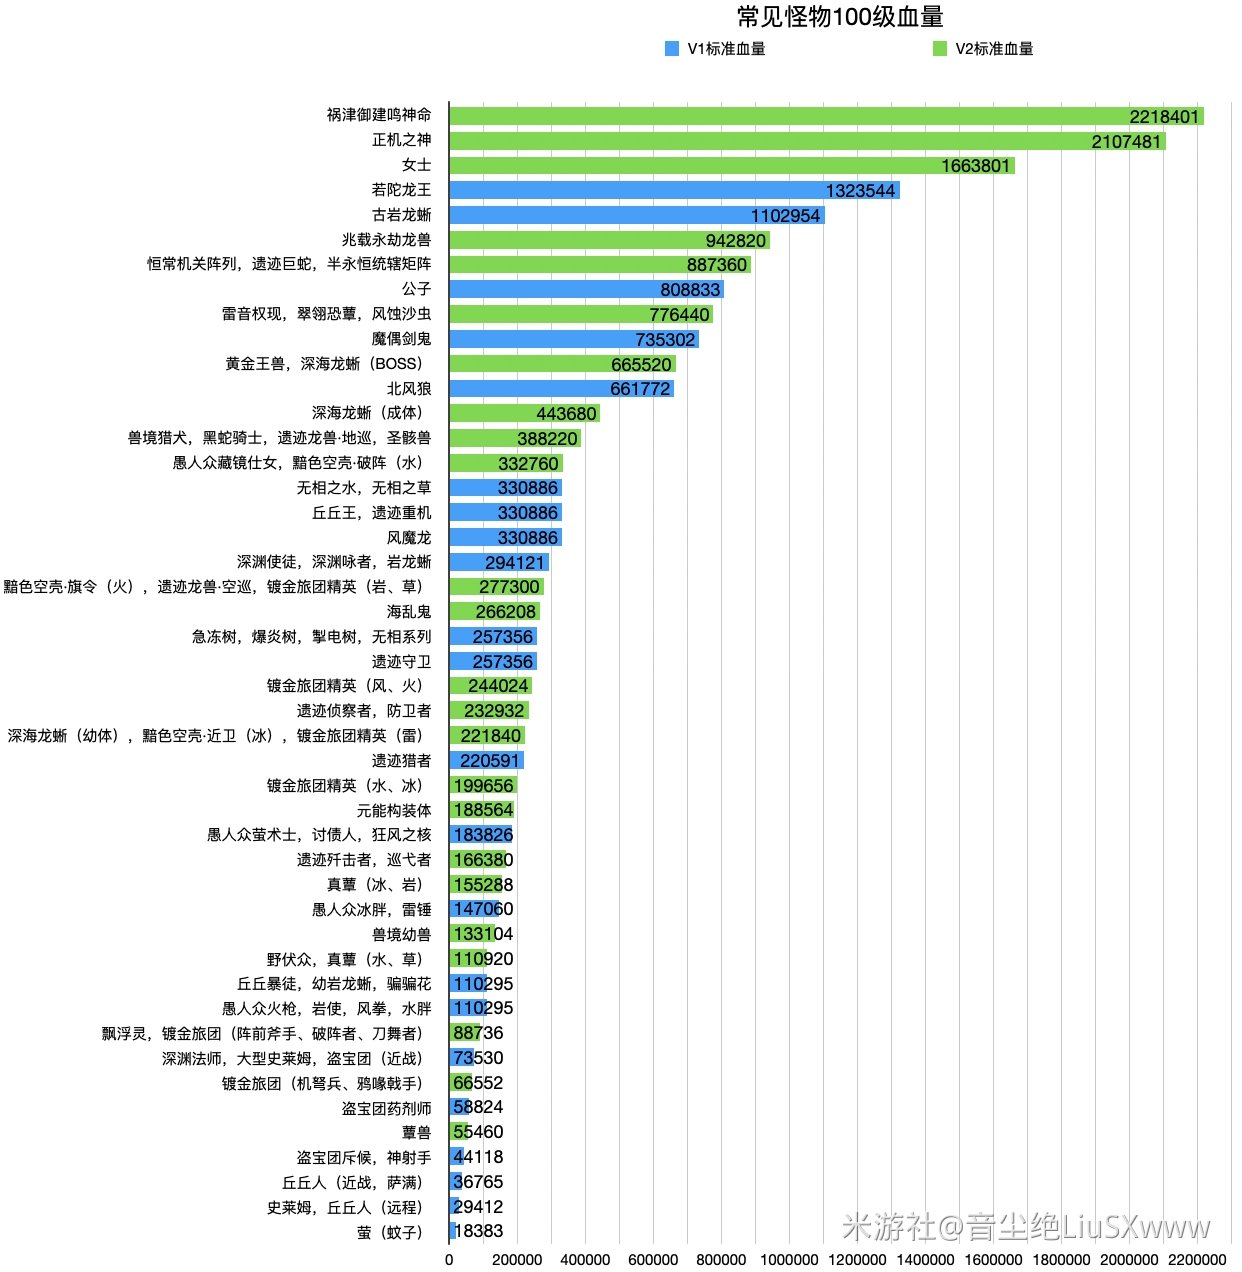 常见怪物100级血量
V1标准血量 V2标准血量
祸津御建鸣神命 2218401
正机之神 2107481
女士 1663801
若陀龙王 1323544
古岩龙蜥 1102954
兆载永劫龙兽 942820
恒常机关阵列，遗迹巨蛇，半永恒统辖矩阵 887360
公子 808833
雷音权现，翠翎恐蕈，风蚀沙虫 776440
魔偶剑鬼 735302
黄金王兽，深海龙蜥（BOSS） 665520
北风狼 661772
深海龙蜥（成体） 443680
兽境猎犬，黑蛇骑士，遗迹龙兽·地巡，圣骸兽 388220
愚人众藏镜仕女，黯色空壳·破阵（水） 332760
无相之水，无相之草 330886
丘丘王，遗迹重机 330886
风魔龙 330886
深渊使徒，深渊咏者，岩龙蜥 294121
黯色空壳·旗令（火），遗迹龙兽·空巡，镀金旅团精英（岩、草） 277300
海乱鬼 266208
急冻树，爆炎树，掣电树，无相系列 257356
遗迹守卫 257356
镀金旅团精英（风、火） 244024
遗迹侦察者，防卫者 232932
深海龙蜥（幼体），黯色空壳·近卫（冰），镀金旅团精英（雷） 221840
遗迹猎者 220591
镀金旅团精英（水、冰） 199656
元能构装体 188564
愚人众萤术士，讨债人，狂风之核 183826
遗迹歼击者，巡弋者 166380
真蕈（冰、岩） 155288
愚人众冰胖，雷锤 147060
兽境幼兽 133104
野伏众，真蕈（水、草） 110920
丘丘暴徒，幼岩龙蜥，骗骗花 110295
愚人众火枪，岩使，风拳，水胖 110295
飘浮灵，镀金旅团（阵前斧手、破阵者、刀舞者） 88736
深渊法师，大型史莱姆，盗宝团（近战） 73530
镀金旅团（机弩兵、鸦喙戟手） 66552
盗宝团药剂师 58824
蕈兽 55460
盗宝团斥候，神射手 44118
丘丘人（近战，萨满） 36765
史莱姆，丘丘人（远程） 29412
萤（蚊子） 18383
0 200000 400000 600000 800000 1000000 1200000 1400000 1600000 1800000 2000000 2200000
米游社@音尘绝LiuSXwww